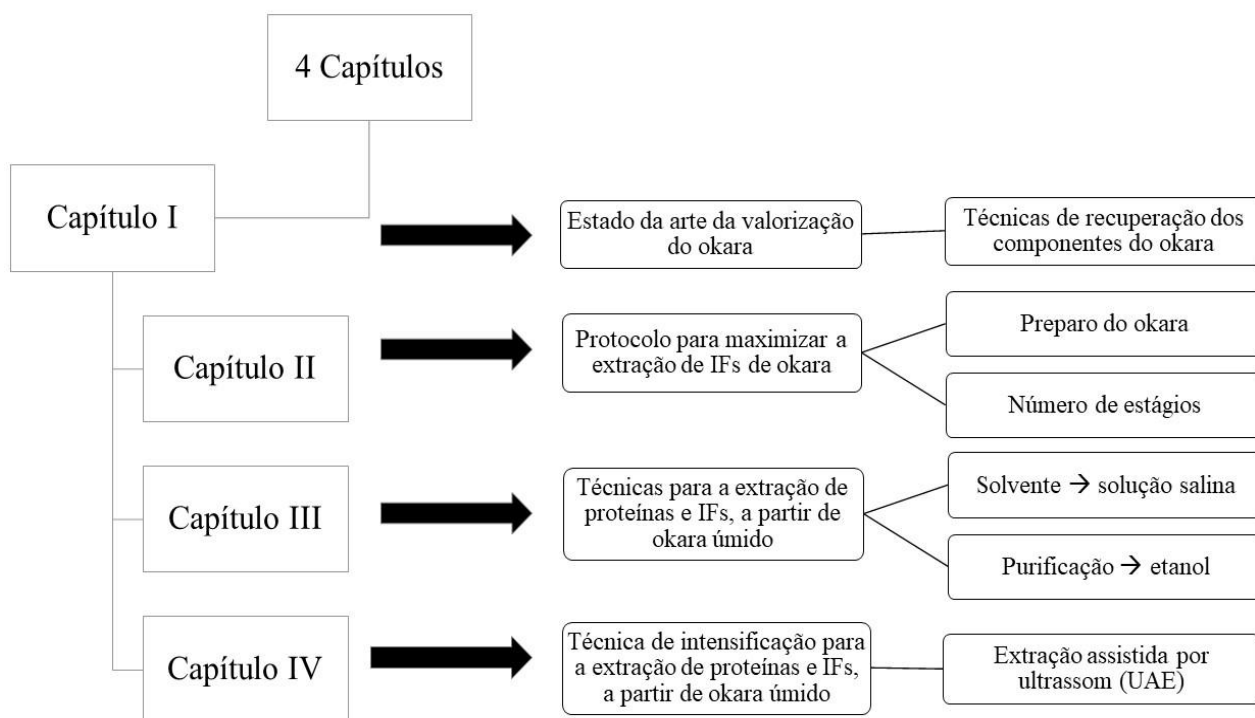 4 Capítulos
Capítulo I
Estado da arte da valorização
do okara
Técnicas de recuperação dos
componentes do okara
Capítulo II
Protocolo para maximizar a
extração de IFs de okara
Preparo do okara
Número de estágios
Capítulo III
Técnicas para a extração de
proteínas e IFs, a partir de
okara úmido
Solvente → solução salina
Purificação → etanol
Capítulo IV
Técnica de intensificação para
a extração de proteínas e IFs,
a partir de okara úmido
Extração assistida por
ultrassom (UAE)